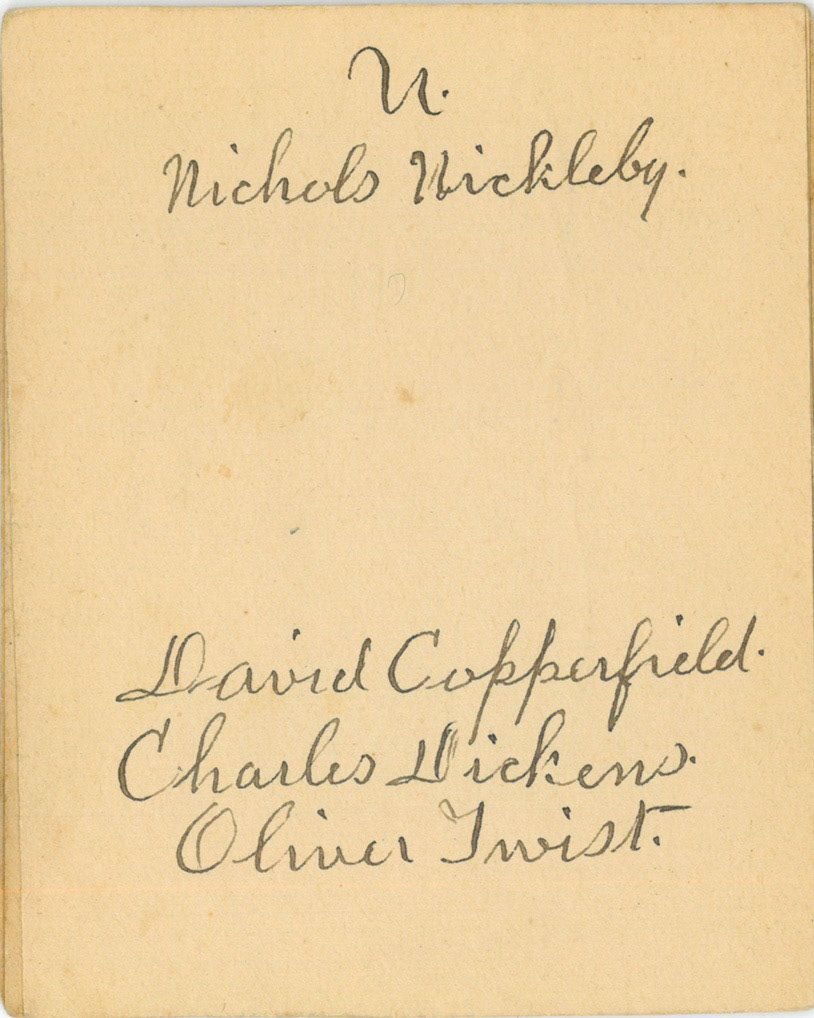 N.
Nichols Nickleby.
David Copperfield.
Charles Dickens.
Oliver Twist.